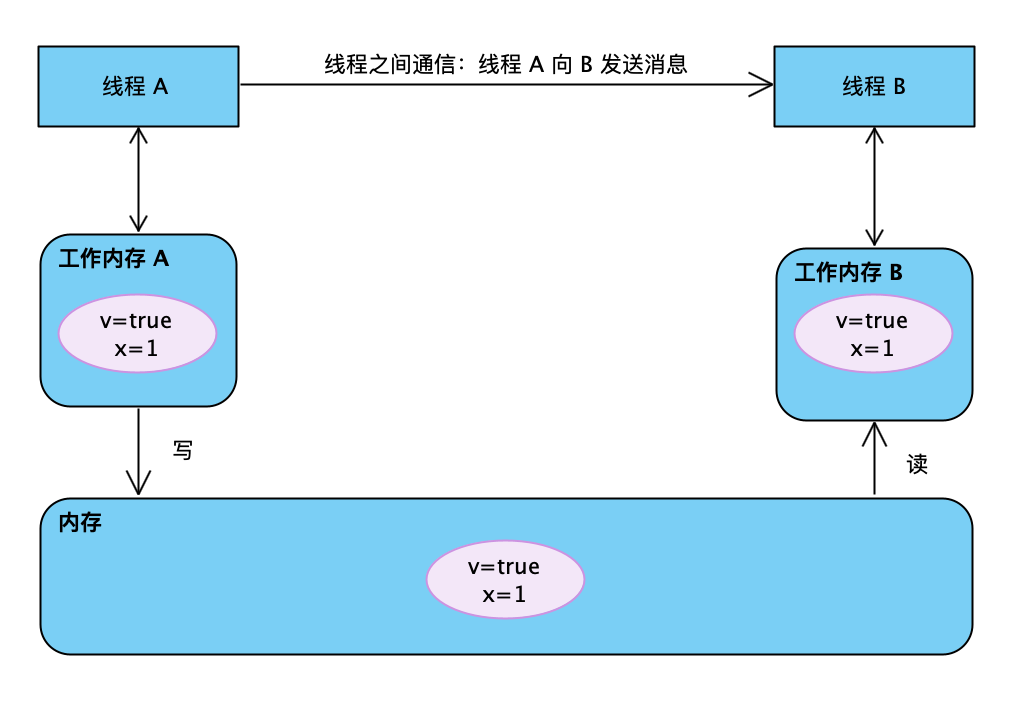 线程之间通信：线程 A 向 B 发送消息
线程 A
线程 B
工作内存 A
v=true
x=1
工作内存 B
v=true
x=1
写
读
内存
v=true
x=1